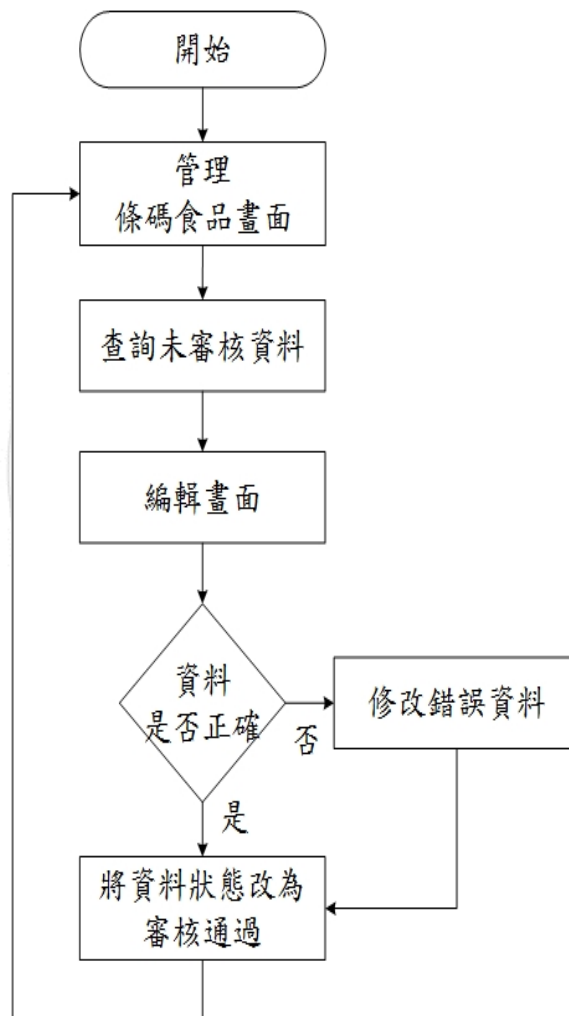 開始
管理
條碼食品畫面
查詢未審核資料
編輯畫面
資料
是否正確
否
修改錯誤資料
是
將資料狀態改為
審核通過